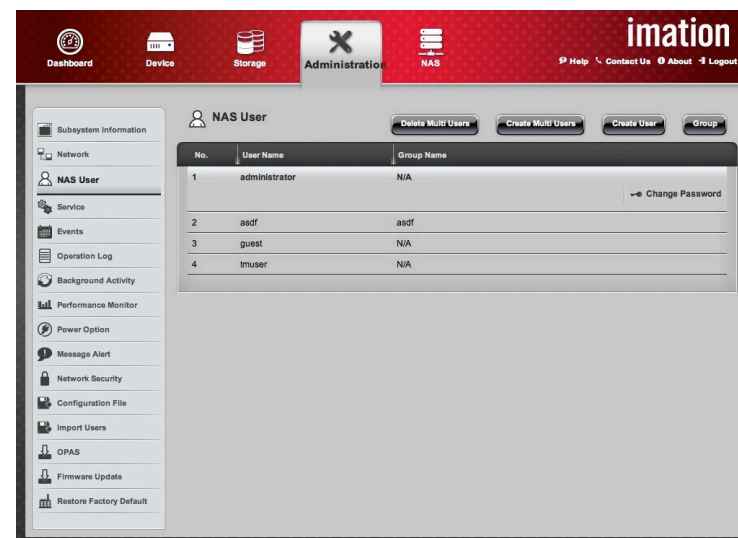 imation
Dashboard Device Storage Administration NAS Help Contact Us About Logout
NAS User
Delete Multi Users Create Multi Users Create User Group
Subsystem Information
Network
NAS User
Service
Events
Operation Log
Background Activity
Performance Monitor
Power Option
Message Alert
Network Security
Configuration File
Import Users
OPAS
Firmware Update
Restore Factory Default
No. User Name Group Name
1 administrator N/A
Change Password
2 asdf asdf
3 guest N/A
4 tmuser N/A